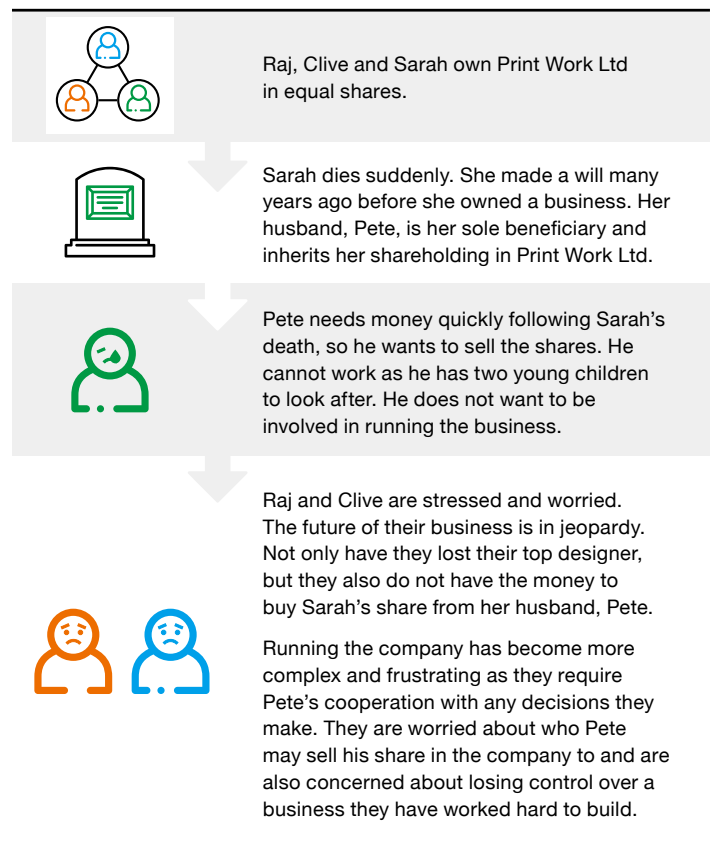 Raj, Clive and Sarah own Print Work Ltd
in equal shares.
Sarah dies suddenly. She made a will many
years ago before she owned a business. Her
husband, Pete, is her sole beneficiary and
inherits her shareholding in Print Work Ltd.
Pete needs money quickly following Sarah’s
death, so he wants to sell the shares. He
cannot work as he has two young children
to look after. He does not want to be
involved in running the business.
Raj and Clive are stressed and worried.
The future of their business is in jeopardy.
Not only have they lost their top designer,
but they also do not have the money to
buy Sarah’s share from her husband, Pete.
Running the company has become more
complex and frustrating as they require
Pete’s cooperation with any decisions they
make. They are worried about who Pete
may sell his share in the company to and are
also concerned about losing control over a
business they have worked hard to build.